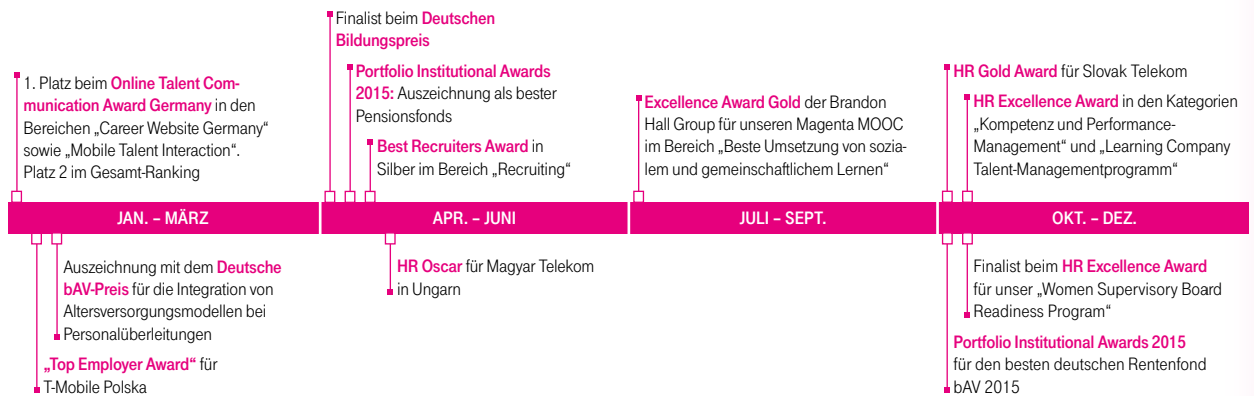 Finalist beim Deutschen
Bildungspreis
1. Platz beim Online Talent Com-
munication Award Germany in den
Bereichen „Career Website Germany“
sowie „Mobile Talent Interaction“.
Platz 2 im Gesamt-Ranking
Portfolio Institutional Awards
2015: Auszeichnung als bester
Pensionsfonds
Best Recruiters Award in
Silber im Bereich „Recruiting“
Excellence Award Gold der Brandon
Hall Group für unseren Magenta MOOC
im Bereich „Beste Umsetzung von sozia-
lem und gemeinschaftlichem Lernen“
HR Gold Award für Slovak Telekom
HR Excellence Award in den Kategorien
„Kompetenz und Performance-
Management“ und „Learning Company
Talent-Managementprogramm“
JAN. – MÄRZ
APR. – JUNI
JULI – SEPT.
OKT. – DEZ.
Auszeichnung mit dem Deutsche
bAV-Preis für die Integration von
Altersversorgungsmodellen bei
Personalüberleitungen
„Top Employer Award“ für
T-Mobile Polska
HR Oscar für Magyar Telekom
in Ungarn
Finalist beim HR Excellence Award
für unser „Women Supervisory Board
Readiness Program“
Portfolio Institutional Awards 2015
für den besten deutschen Rentenfond
bAV 2015